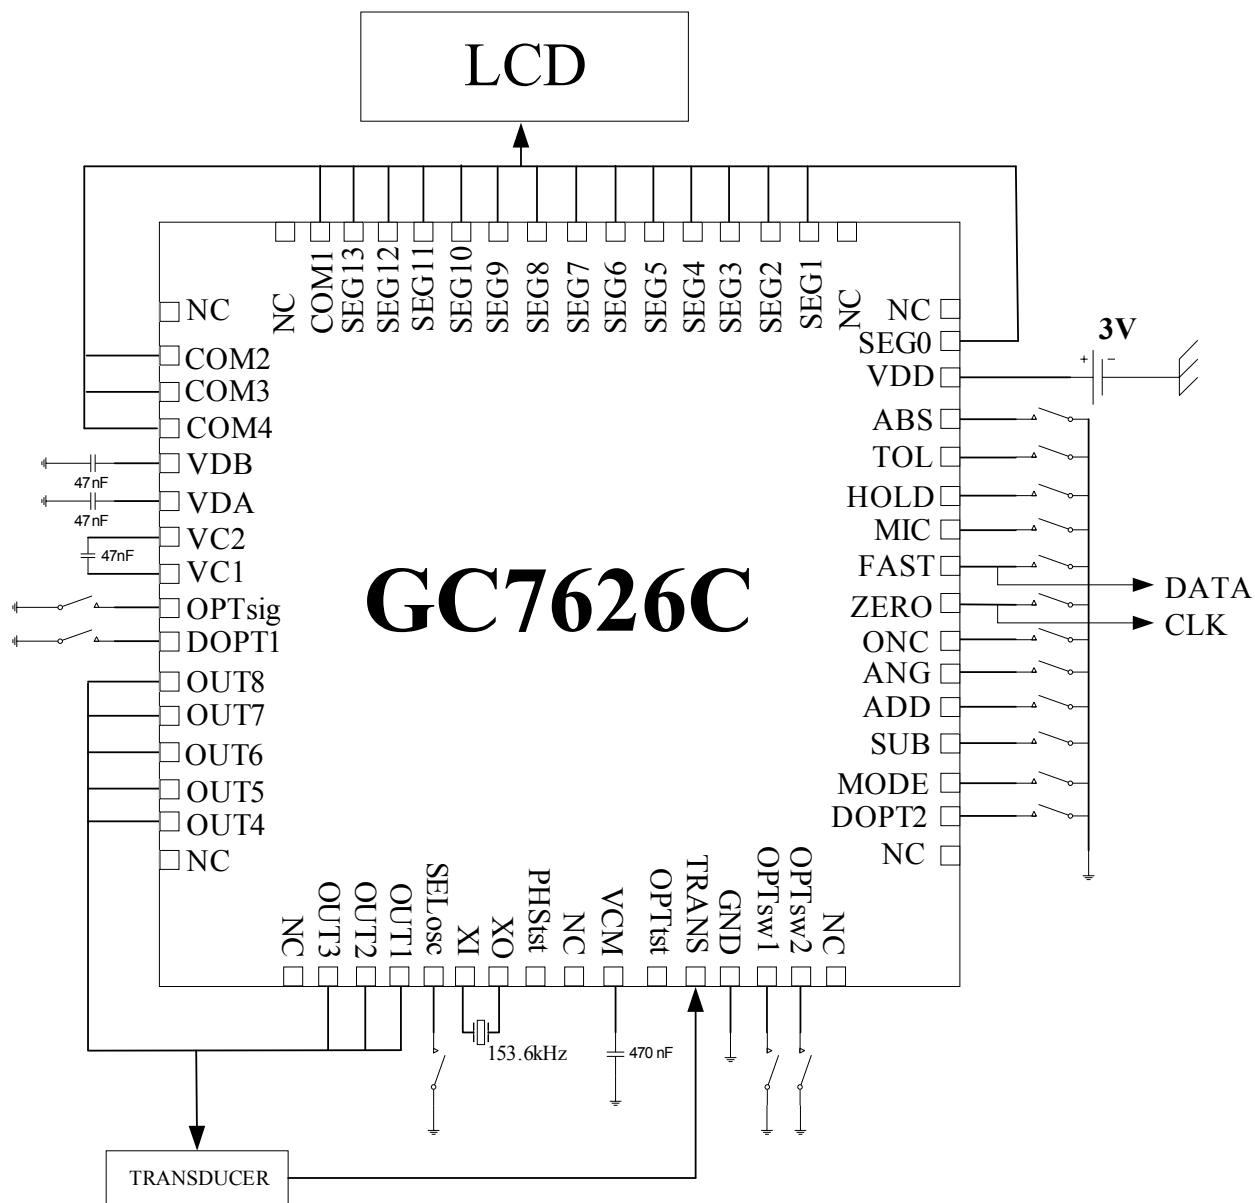 LCD
NC
COM1
SEG13
SEG12
SEG11
SEG10
SEG9
SEG8
SEG7
SEG6
SEG5
SEG4
SEG3
SEG2
SEG1
NC
NC
COM2
COM3
COM4
VDB
47nF
VDA
47nF
VC2
47nF
VC1
OPTsig
DOPT1
OUT8
OUT7
OUT6
OUT5
OUT4
NC
GC7626C
NC
SEG0
3V
+ −
VDD
ABS
TOL
HOLD
MIC
FAST
DATA
ZERO
CLK
ONC
ANG
ADD
SUB
MODE
DOPT2
NC
NC
OUT3
OUT2
OUT1
SELosc
XI
XO
PHStst
NC
VCM
OPTtst
TRANS
GND
OPTsw1
OPTsw2
NC
153.6kHz
470 nF
TRANSDUCER